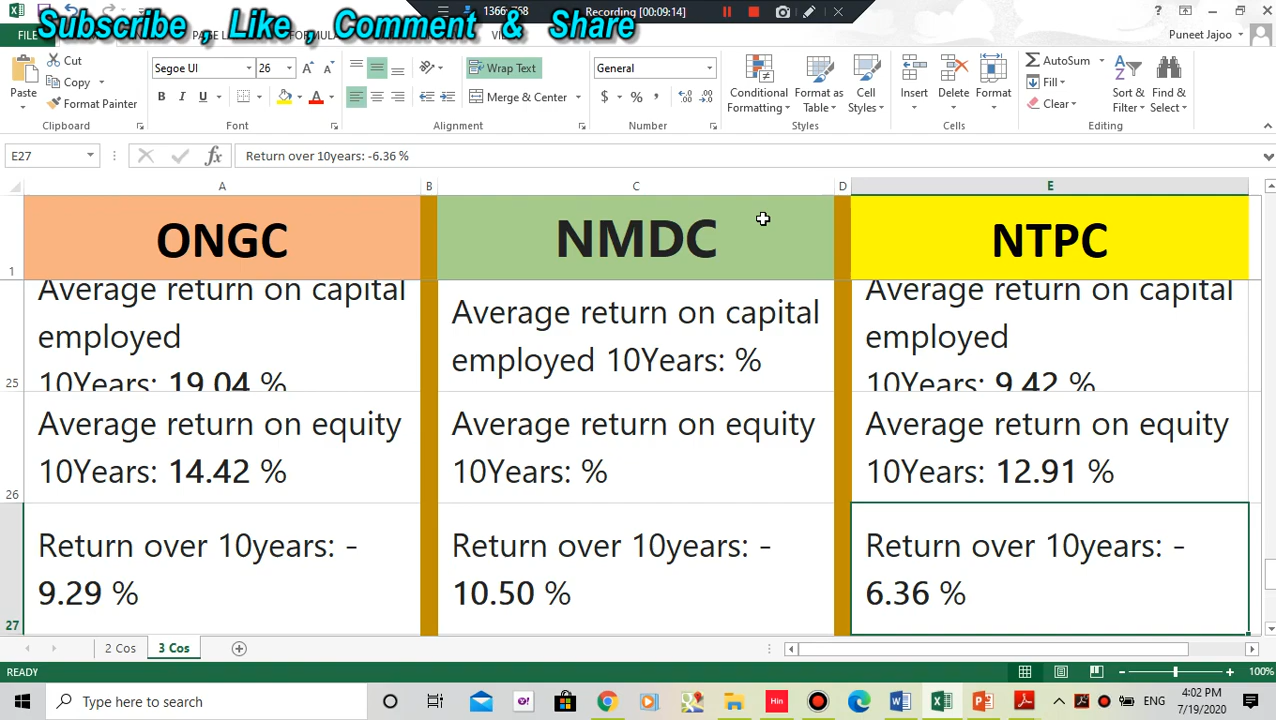 1366x768
Recording [00:09:14]
Subscribe , Like , Comment & Share
FILE
Puneet Jajoo
Paste
Cut
Copy
Format Painter
Clipboard
Segoe UI
26
B I U
Font
Wrap Text
Merge & Center
Alignment
General
$ % ,
Number
Conditional Formatting
Format as Table
Cell Styles
Styles
Insert
Delete
Format
Cells
AutoSum
Fill
Clear
Sort & Filter
Find & Select
Editing
E27
fx
Return over 10years: -6.36 %
A B C D E
1
ONGC
NMDC
NTPC
25
Average return on capital
employed
10Years: 19.04 %
Average return on capital
employed 10Years: %
Average return on capital
employed
10Years: 9.42 %
26
Average return on equity
10Years: 14.42 %
Average return on equity
10Years: %
Average return on equity
10Years: 12.91 %
27
Return over 10years: -
9.29 %
Return over 10years: -
10.50 %
Return over 10years: -
6.36 %
2 Cos
3 Cos
READY
100%
Type here to search
Hin
ENG
4:02 PM
7/19/2020